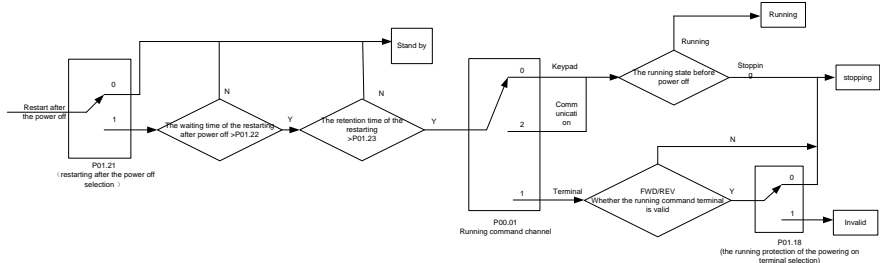 Running
Running
Stand by
0
Keypad
0
The running state before
power off
Stoppin
g
stopping
N
N
Restart after
the power off
1
The waiting time of the restarting
after power off >P01.22
Y
The retention time of the
restarting
>P01.23
Y
Com
municati
on
2
N
P01.21
(restarting after the power off
selection )
1
Terminal
FWD/REV
Whether the running command terminal
is valid
Y
0
1
Invalid
P00.01
Running command channel
P01.18
(the running protection of the powering on
terminal selection)